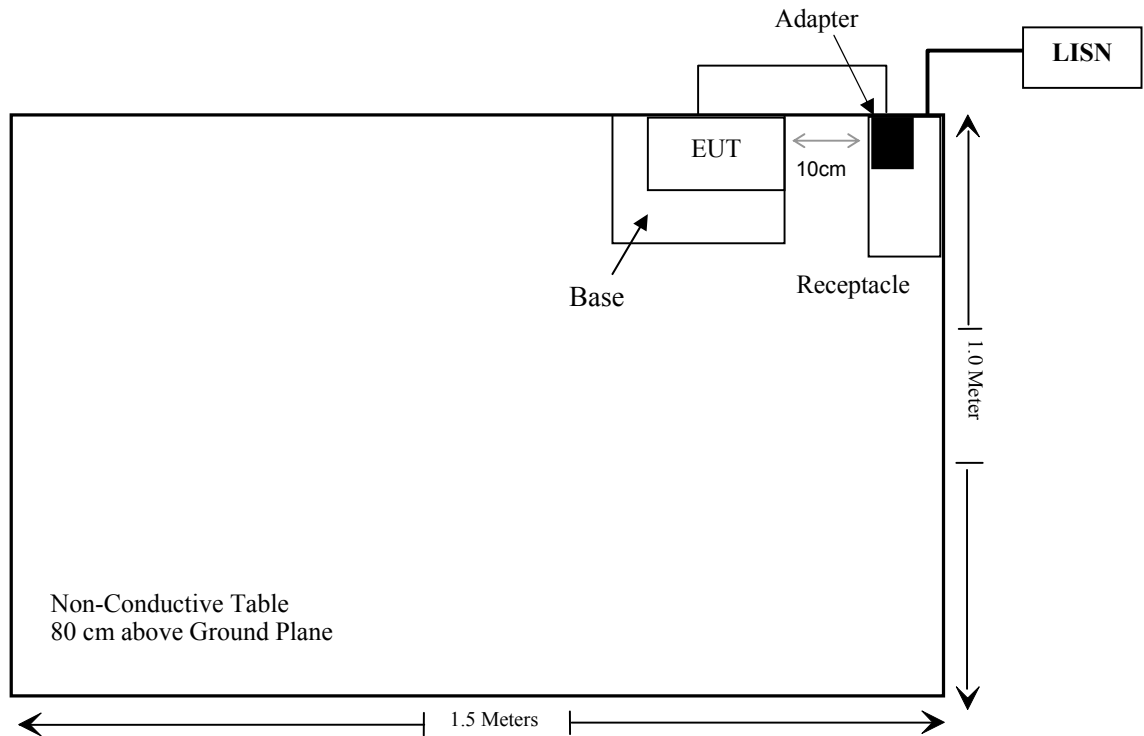 Adapter
LISN
EUT
10cm
Base
Receptacle
1.0 Meter
Non-Conductive Table
80 cm above Ground Plane
1.5 Meters